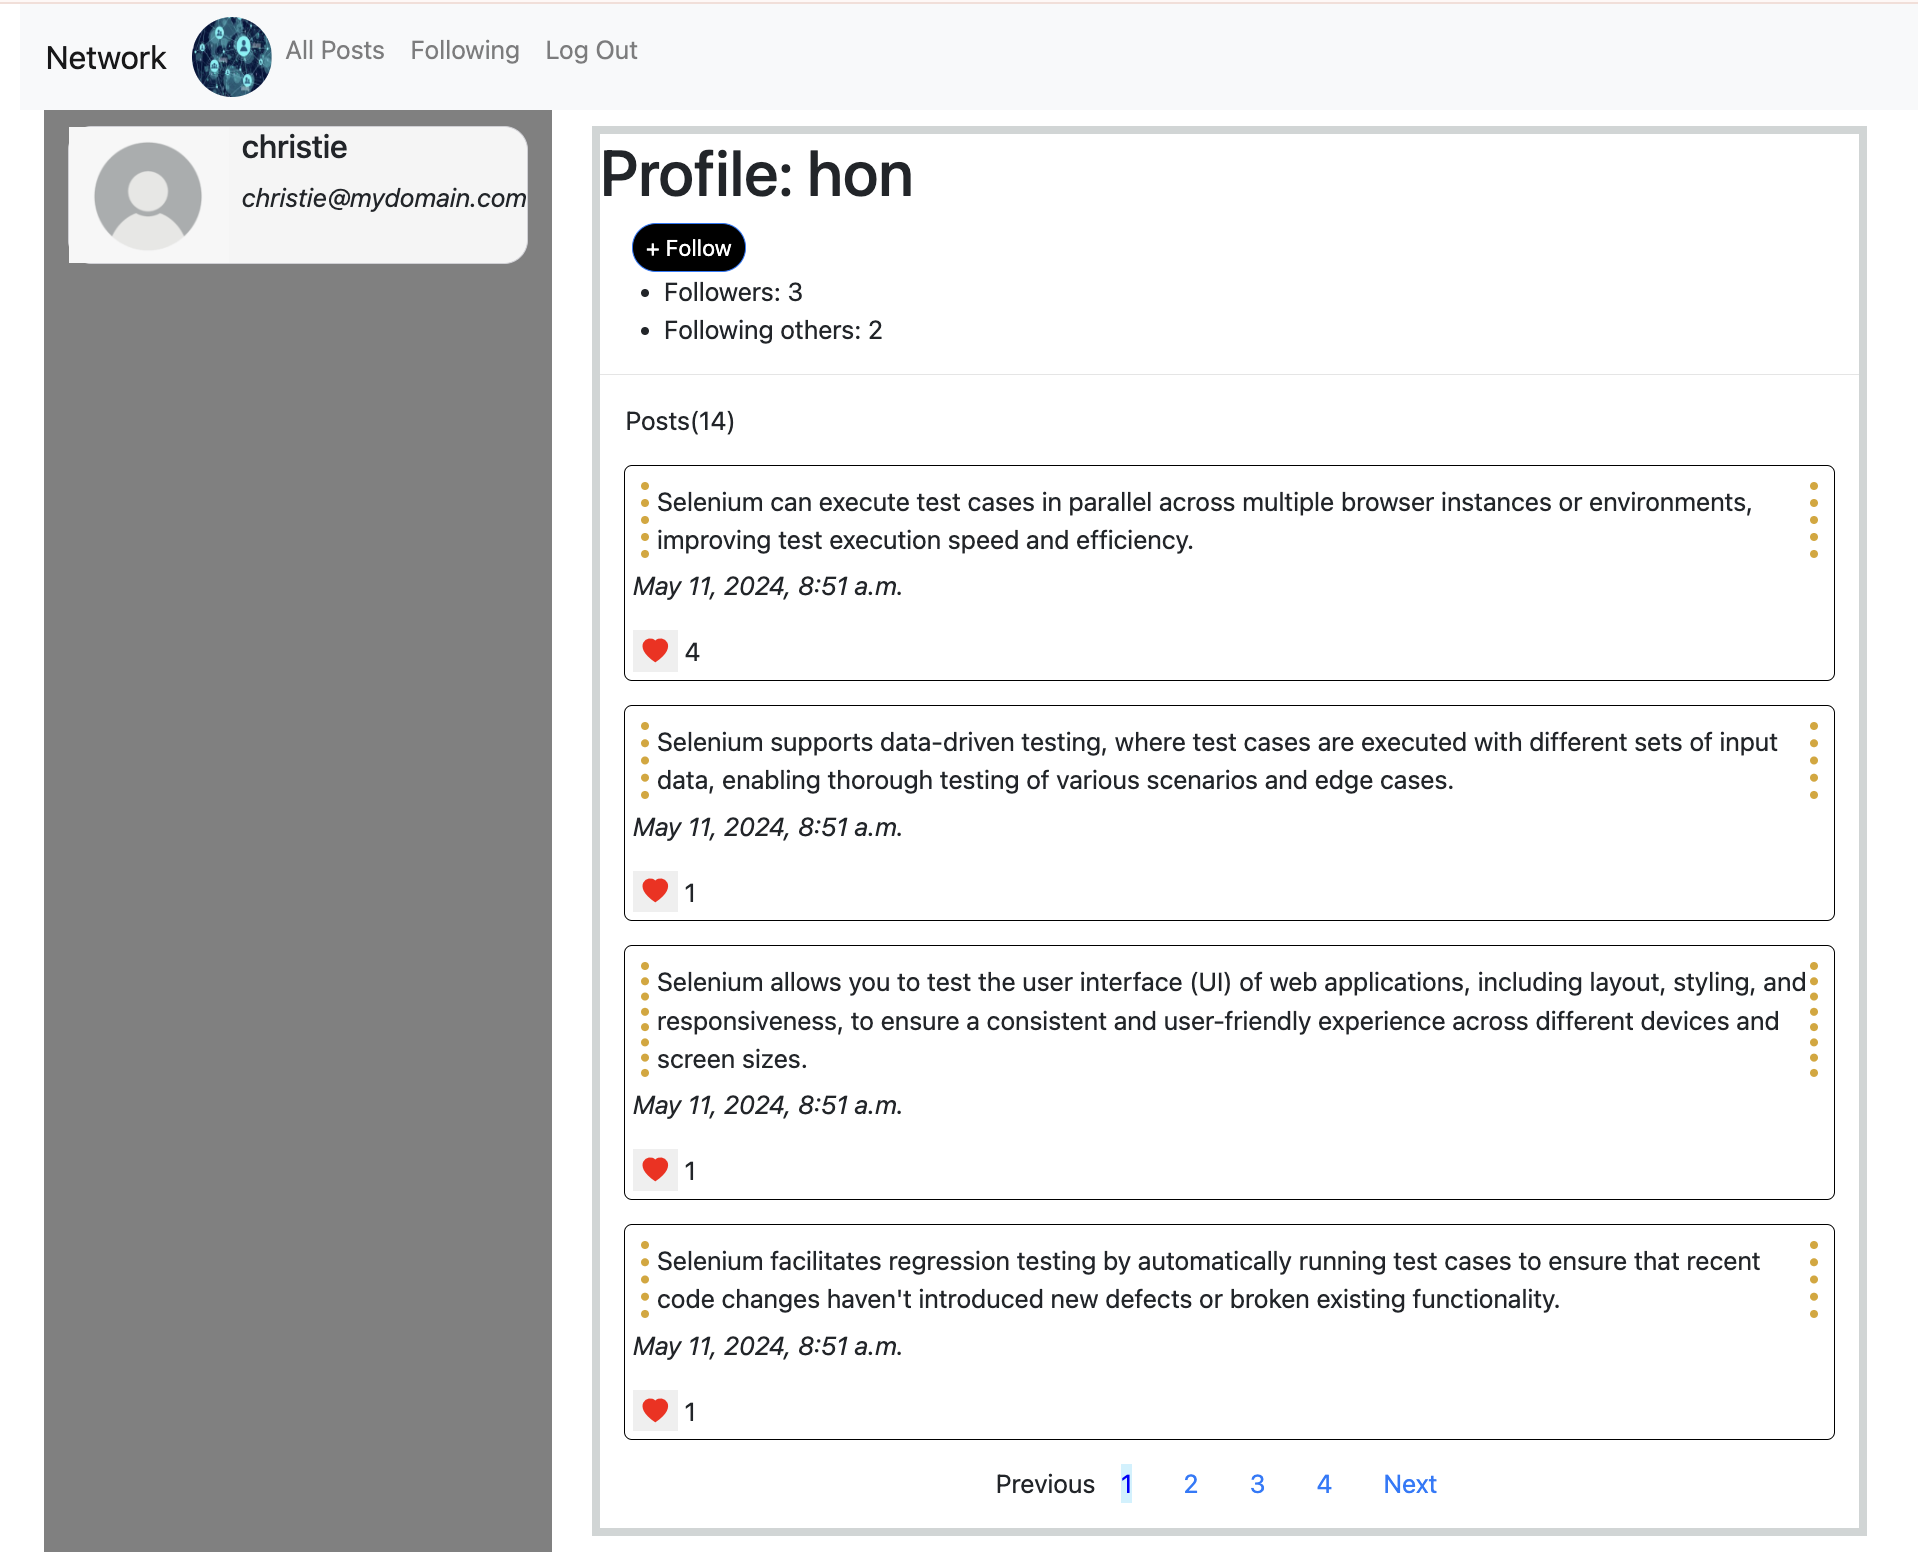 Network
All Posts Following Log Out
christie
christie@mydomain.com
Profile: hon
+ Follow
• Followers: 3
• Following others: 2
Posts(14)
Selenium can execute test cases in parallel across multiple browser instances or environments,
improving test execution speed and efficiency.
May 11, 2024, 8:51 a.m.
4
Selenium supports data-driven testing, where test cases are executed with different sets of input
data, enabling thorough testing of various scenarios and edge cases.
May 11, 2024, 8:51 a.m.
1
Selenium allows you to test the user interface (UI) of web applications, including layout, styling, and
responsiveness, to ensure a consistent and user-friendly experience across different devices and
screen sizes.
May 11, 2024, 8:51 a.m.
1
Selenium facilitates regression testing by automatically running test cases to ensure that recent
code changes haven't introduced new defects or broken existing functionality.
May 11, 2024, 8:51 a.m.
1
Previous 1 2 3 4 Next